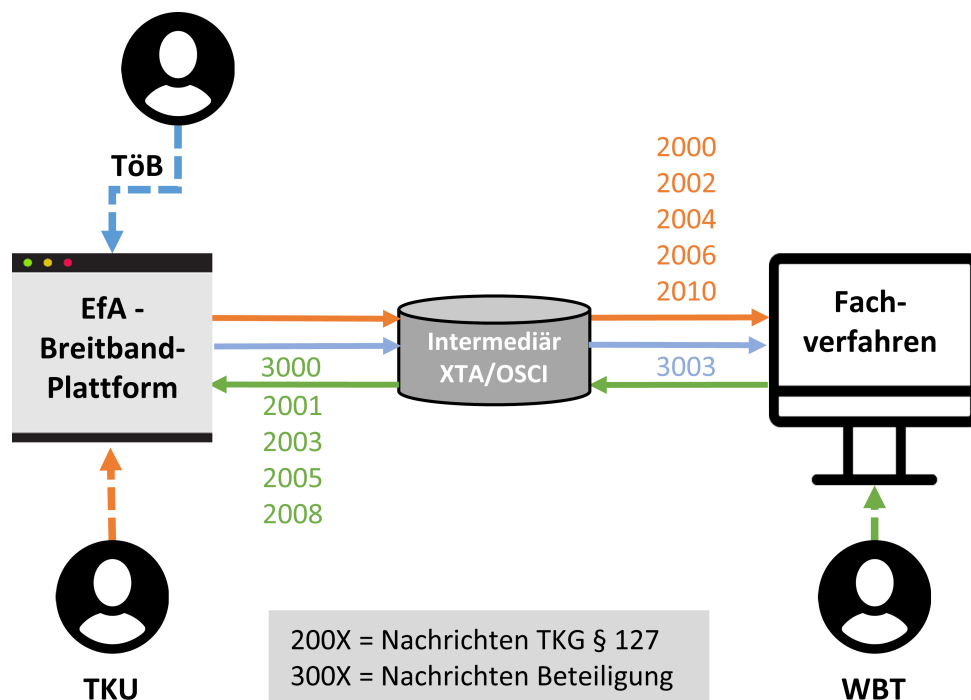 TöB
2000
2002
2004
2006
2010
EfA -
Breitband-
Plattform
Intermediär
XTA/OSCI
Fach-
verfahren
3000
2001
2003
2005
2008
3003
TKU
200X = Nachrichten TKG § 127
300X = Nachrichten Beteiligung
WBT